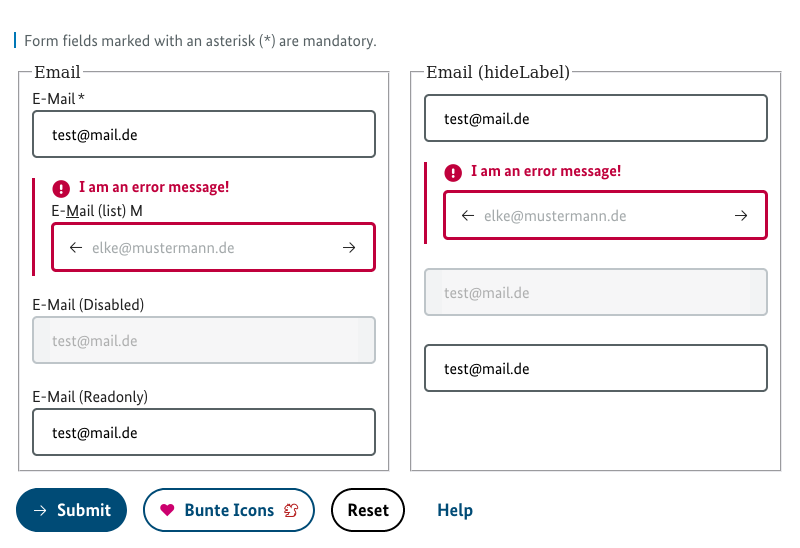 Form fields marked with an asterisk (*) are mandatory.
Email
E-Mail *
test@mail.de
I am an error message!
E-Mail (list) M
elke@mustermann.de
E-Mail (Disabled)
test@mail.de
E-Mail (Readonly)
test@mail.de
Email (hideLabel)
test@mail.de
I am an error message!
elke@mustermann.de
test@mail.de
test@mail.de
Submit
Bunte Icons
Reset
Help